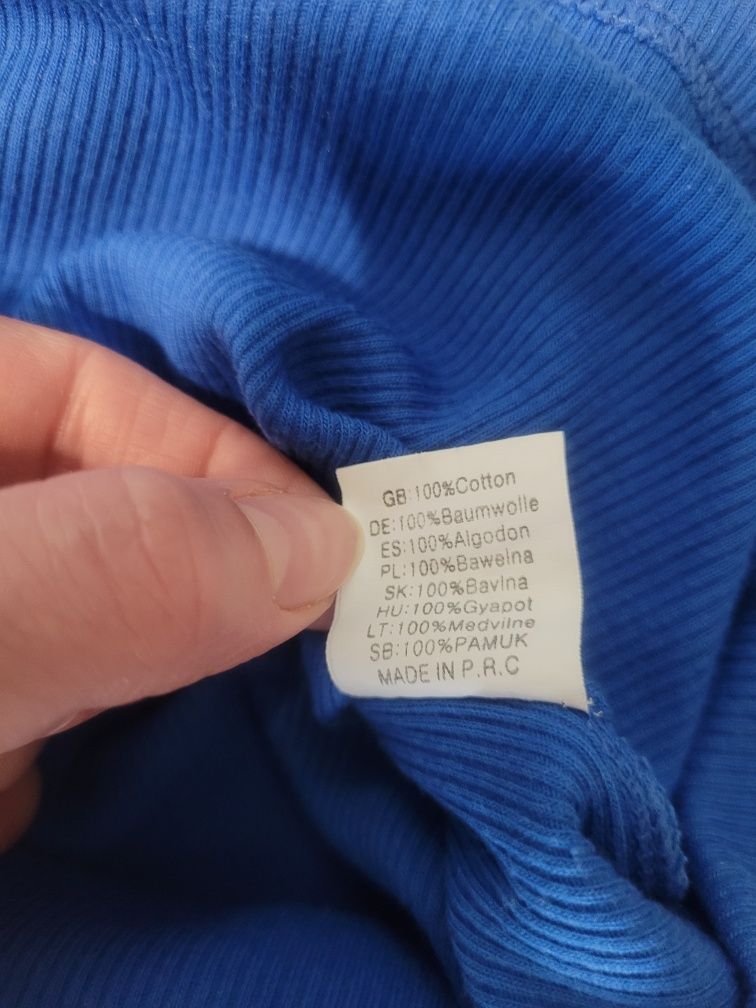 GB:100%Cotton
DE:100%Baumwolle
ES:100%Algodon
PL:100%Bawelna
SK:100%Bavlna
HU:100%Gyapot
LT:100%Medvilne
SB:100%PAMUK
MADE IN P.R.C